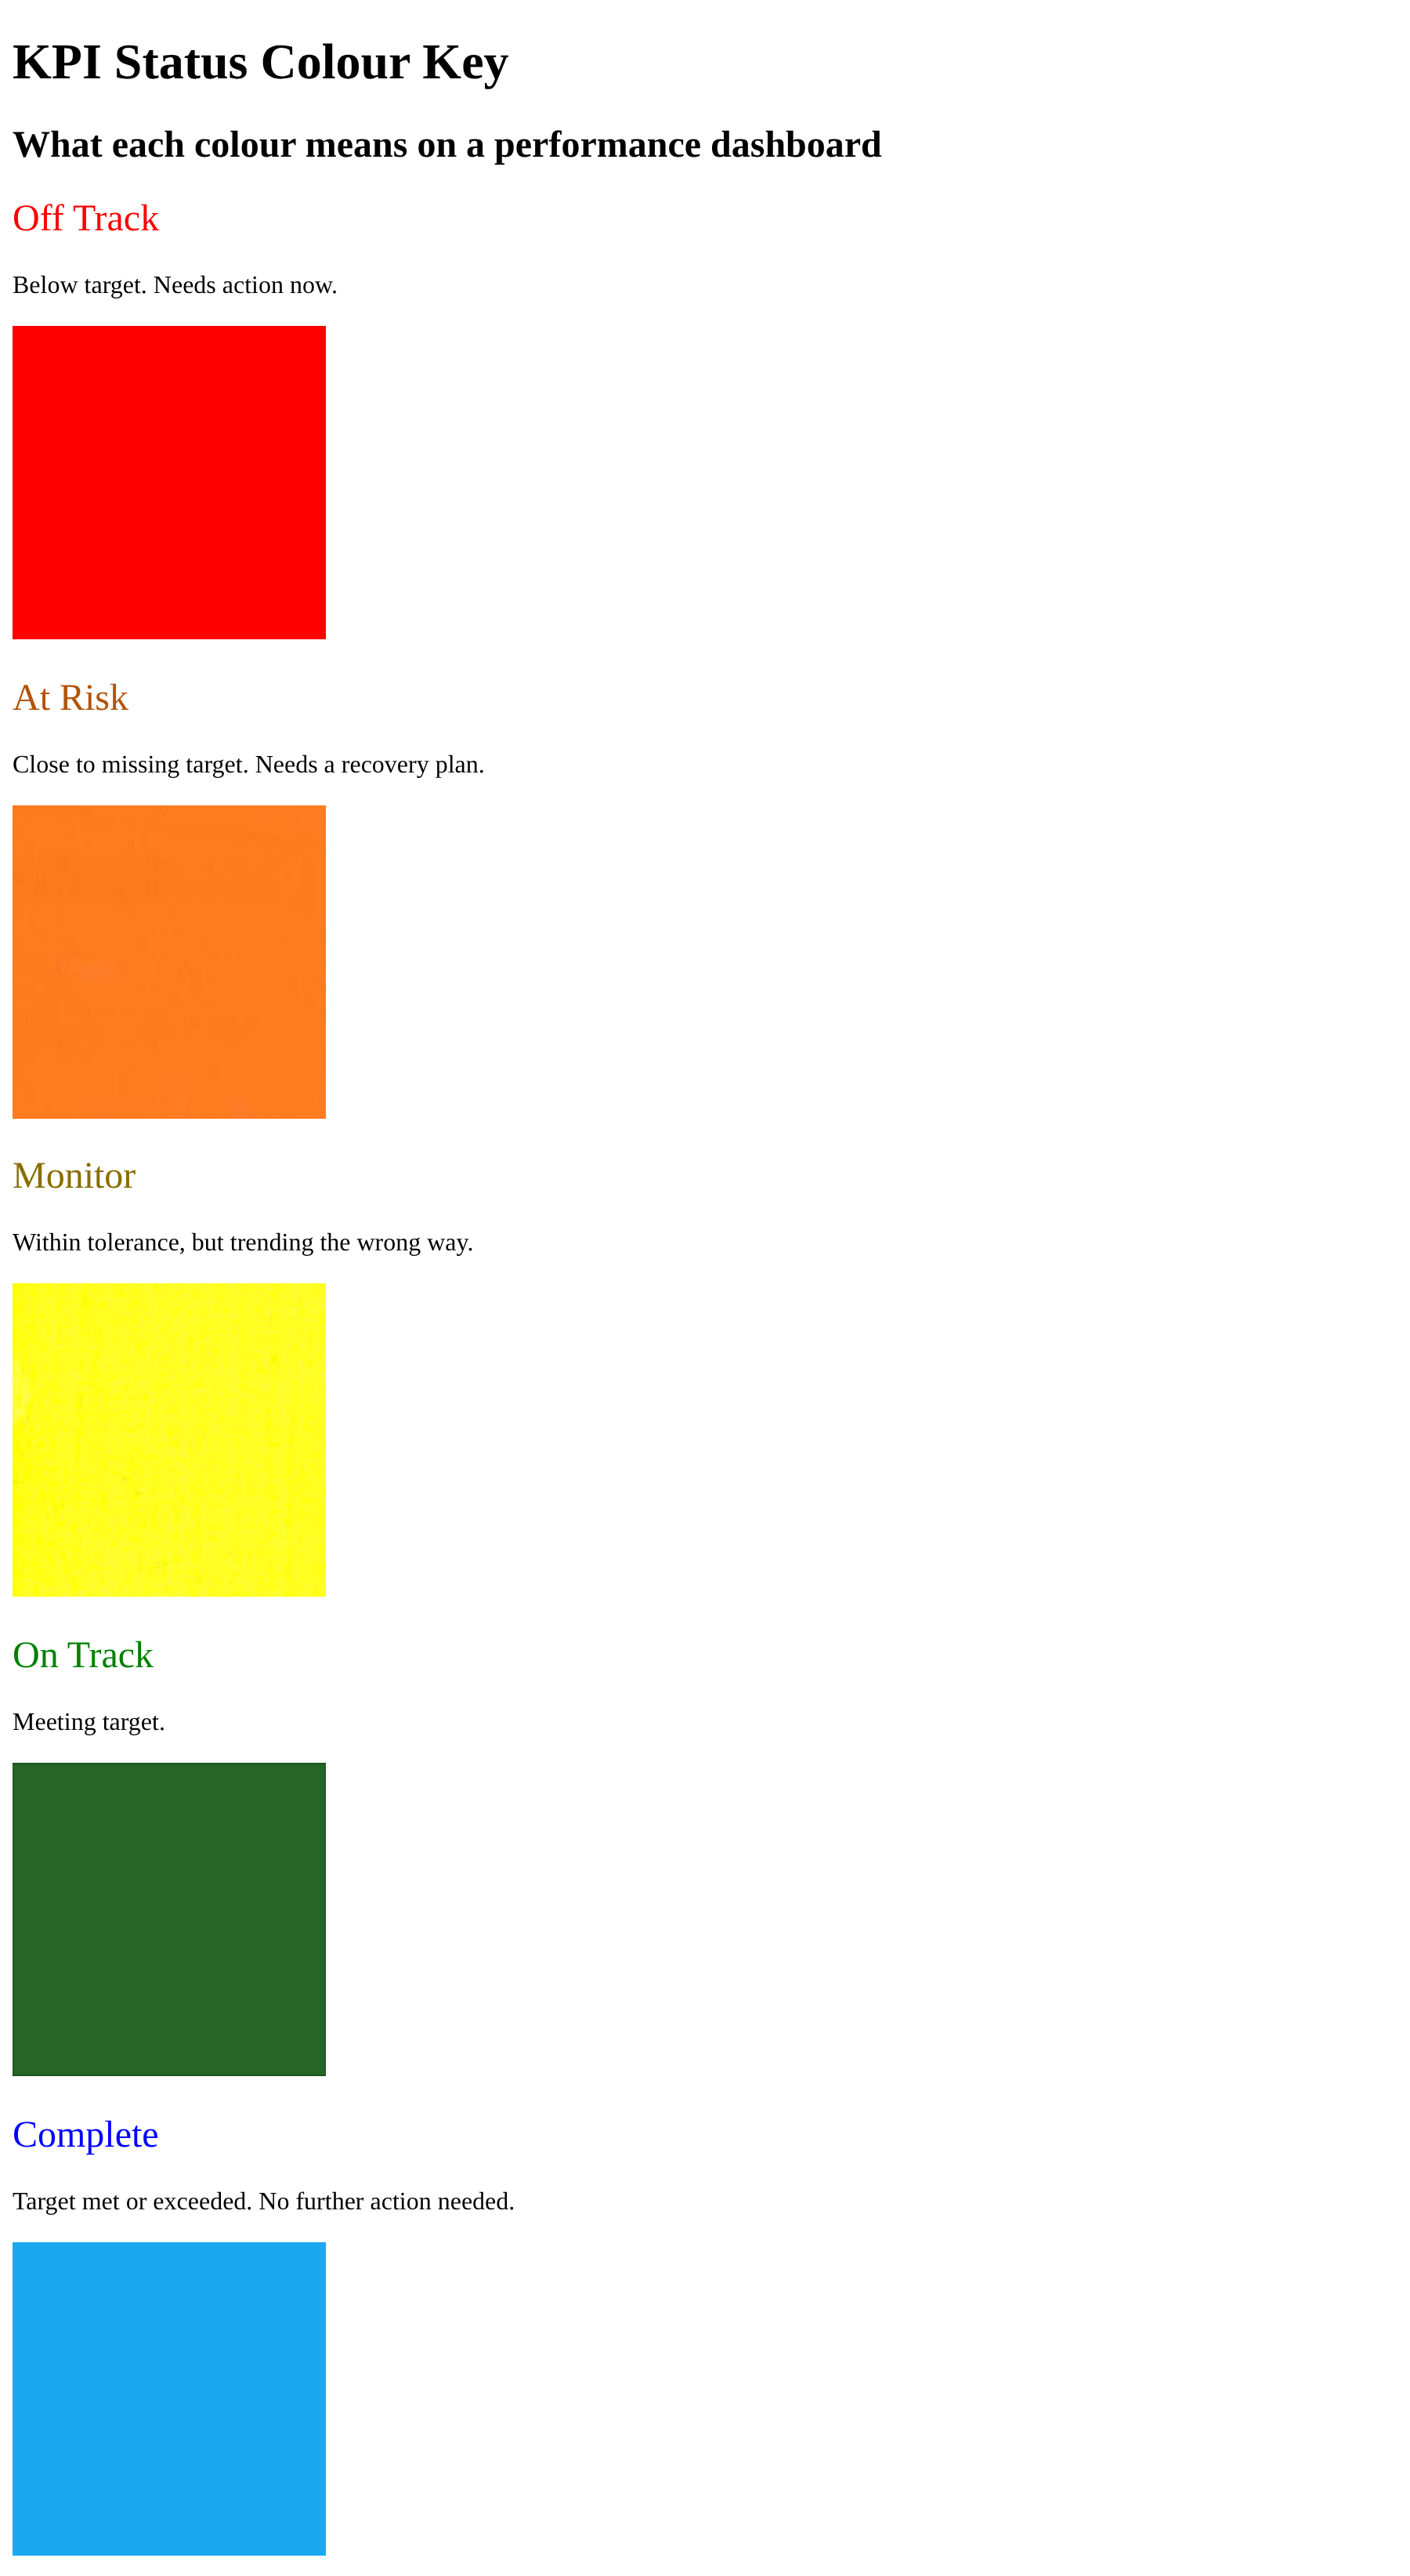 KPI Status Colour Key
What each colour means on a performance dashboard
Off Track
Below target. Needs action now.
At Risk
Close to missing target. Needs a recovery plan.
Monitor
Within tolerance, but trending the wrong way.
On Track
Meeting target.
Complete
Target met or exceeded. No further action needed.